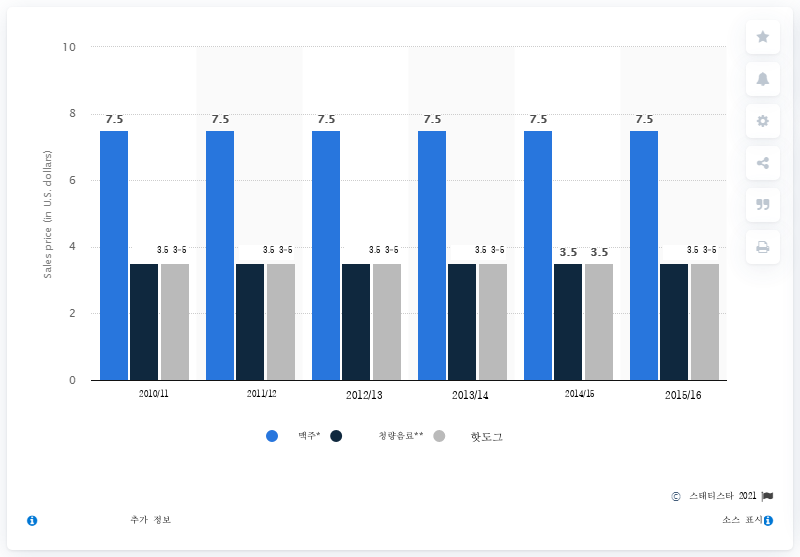 10
7.5 7.5 7.5 7.5 7.5 7.5
8
6
3.5 3-5 3.5 3-5 3.5 3-5 3.5 3-5 3.5 3.5 3.5 3-5
4
2
0
Sales price (in U.S. dollars)
2010/11 2011/12 2012/13 2013/14 2014/15 2015/16
맥주* 청량음료** 핫도그
© 스태티스타 2021
추가 정보 소스 표시